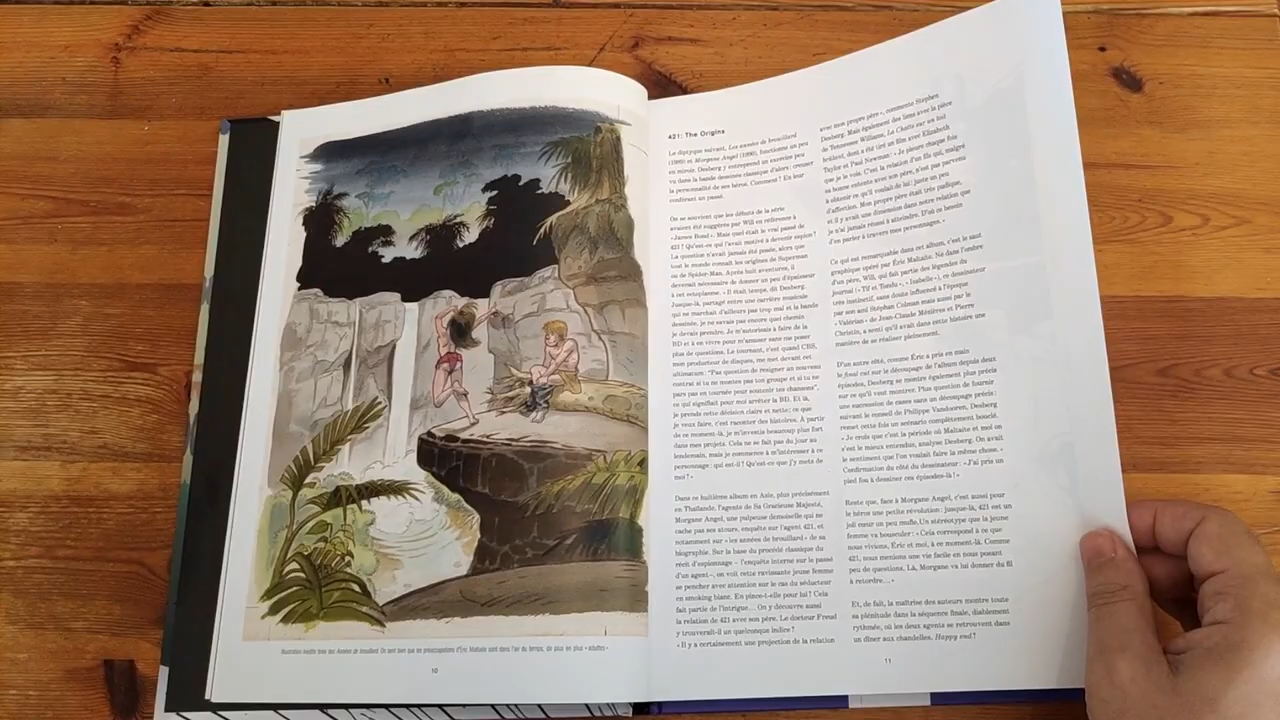 Illustration inédite tirée des Années de brouillard. On sent bien que les préoccupations d'Éric Maltaite sont dans l'air du temps, de plus en plus « adultes »
10
421: The Origins
Le diptyque suivant, Les années de brouillard
(1989) et Morgane Angel (1990), fonctionne un peu
en miroir. Desberg y entreprend un exercice peu
vu dans la bande dessinée classique d'alors : creuser
la personnalité de ses héros. Comment ? En leur
conférant un passé.
On se souvient que les débuts de la série
avaient été suggérés par Will en référence à
« James Bond ». Mais quel était le vrai passé de
421 ? Qu'est-ce qui l'avait motivé à devenir espion ?
La question n'avait jamais été posée, alors que
tout le monde connaît les origines de Superman
ou de Spider-Man. Après huit aventures, il
devenait nécessaire de donner un peu d'épaisseur
à cet ectoplasme. « Il était temps, dit Desberg.
Jusque-là, partagé entre une carrière musicale
qui ne marchait d'ailleurs pas trop mal et la bande
dessinée, je ne savais pas encore quel chemin
je devais prendre. Je m'autorisais à faire de la
BD et à en vivre pour m'amuser sans me poser
plus de questions. Le tournant, c'est quand CBS,
mon producteur de disques, me met devant cet
ultimatum : "Pas question de resigner un nouveau
contrat si tu ne montes pas ton groupe et si tu ne
pars pas en tournée pour soutenir tes chansons",
ce qui signifiait pour moi arrêter la BD. Et là,
je prends cette décision claire et nette : ce que
je veux faire, c'est raconter des histoires. À partir
de ce moment-là, je m'investis beaucoup plus fort
dans mes projets. Cela ne se fait pas du jour au
lendemain, mais je commence à m'intéresser à ce
personnage : qui est-il ? Qu'est-ce que j'y mets de
moi ? »
Dans ce huitième album en Asie, plus précisément
en Thaïlande, l'agente de Sa Gracieuse Majesté,
Morgane Angel, une pulpeuse demoiselle qui ne
cache pas ses atours, enquête sur l'agent 421, et
notamment sur « les années de brouillard » de sa
biographie. Sur la base du procédé classique du
récit d'espionnage – l'enquête interne sur le passé
d'un agent –, on voit cette ravissante jeune femme
se pencher avec attention sur le cas du séducteur
en smoking blanc. En pince-t-elle pour lui ? Cela
fait partie de l'intrigue... On y découvre aussi
la relation de 421 avec son père. Le docteur Freud
y trouverait-il un quelconque indice ?
« Il y a certainement une projection de la relation
avec mon propre père », commente Stephen
Desberg. Mais également des liens avec la pièce
de Tennessee Williams, La Chatte sur un toit
brûlant, dont a été tiré un film avec Elizabeth
Taylor et Paul Newman : « Je pleure chaque fois
que je le vois. C'est la relation d'un fils qui, malgré
sa bonne entente avec son père, n'est pas parvenu
à obtenir ce qu'il voulait de lui : juste un peu
d'affection. Mon propre père était très pudique,
et il y avait une dimension dans notre relation que
je n'ai jamais réussi à atteindre. D'où ce besoin
d'en parler à travers mes personnages. »
Ce qui est remarquable dans cet album, c'est le saut
graphique opéré par Éric Maltaite. Né dans l'ombre
d'un père, Will, qui fait partie des légendes du
journal (« Tif et Tondu », « Isabelle »), ce dessinateur
très instinctif, sans doute influencé à l'époque
par son ami Stéphan Colman mais aussi par le
« Valérian » de Jean-Claude Mézières et Pierre
Christin, a senti qu'il avait dans cette histoire une
manière de se réaliser pleinement.
D'un autre côté, comme Éric a pris en main
le final cut sur le découpage de l'album depuis deux
épisodes, Desberg se montre également plus précis
sur ce qu'il veut montrer. Plus question de fournir
une succession de cases sans un découpage précis :
suivant le conseil de Philippe Vandooren, Desberg
remet cette fois un scénario complètement bouclé.
« Je crois que c'est la période où Maltaite et moi on
s'est le mieux entendus, analyse Desberg. On avait
le sentiment que l'on voulait faire la même chose. »
Confirmation du côté du dessinateur : « J'ai pris un
pied fou à dessiner ces épisodes-là ! »
Reste que, face à Morgane Angel, c'est aussi pour
le héros une petite révolution : jusque-là, 421 est un
joli cœur un peu mufle. Un stéréotype que la jeune
femme va bousculer : « Cela correspond à ce que
nous vivions, Éric et moi, à ce moment-là. Comme
421, nous menions une vie facile en nous posant
peu de questions. Là, Morgane va lui donner du fil
à retordre... »
Et, de fait, la maîtrise des auteurs montre toute
sa plénitude dans la séquence finale, diablement
rythmée, où les deux agents se retrouvent dans
un dîner aux chandelles. Happy end ?
11